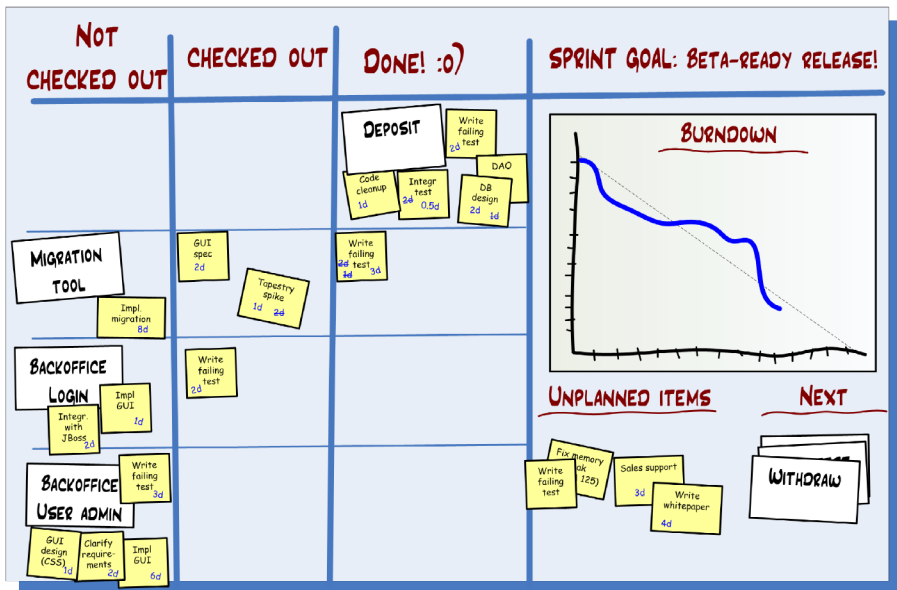 NOT
CHECKED OUT
CHECKED OUT
DONE! :o)
SPRINT GOAL: BETA-READY RELEASE!
DEPOSIT
Write
failing
test
2d
DAO
Code
cleanup
1d
Integr
test
2d 0.5d
DB
design
2d 1d
BURNDOWN
MIGRATION
TOOL
Impl.
migration
8d
GUI
spec
2d
Tapestry
spike
1d 2d
Write
failing
test
2d
1d 3d
BACKOFFICE
LOGIN
Impl
GUI
1d
Integr.
with
JBoss
2d
Write
failing
test
2d
UNPLANNED ITEMS
NEXT
BACKOFFICE
USER ADMIN
Write
failing
test
3d
GUI
design
(CSS)
1d
Clarify
require-
ments
2d
Impl
GUI
6d
Fix memory
125)
Write
failing
test
Sales support
3d
Write
whitepaper
4d
WITHDRAW